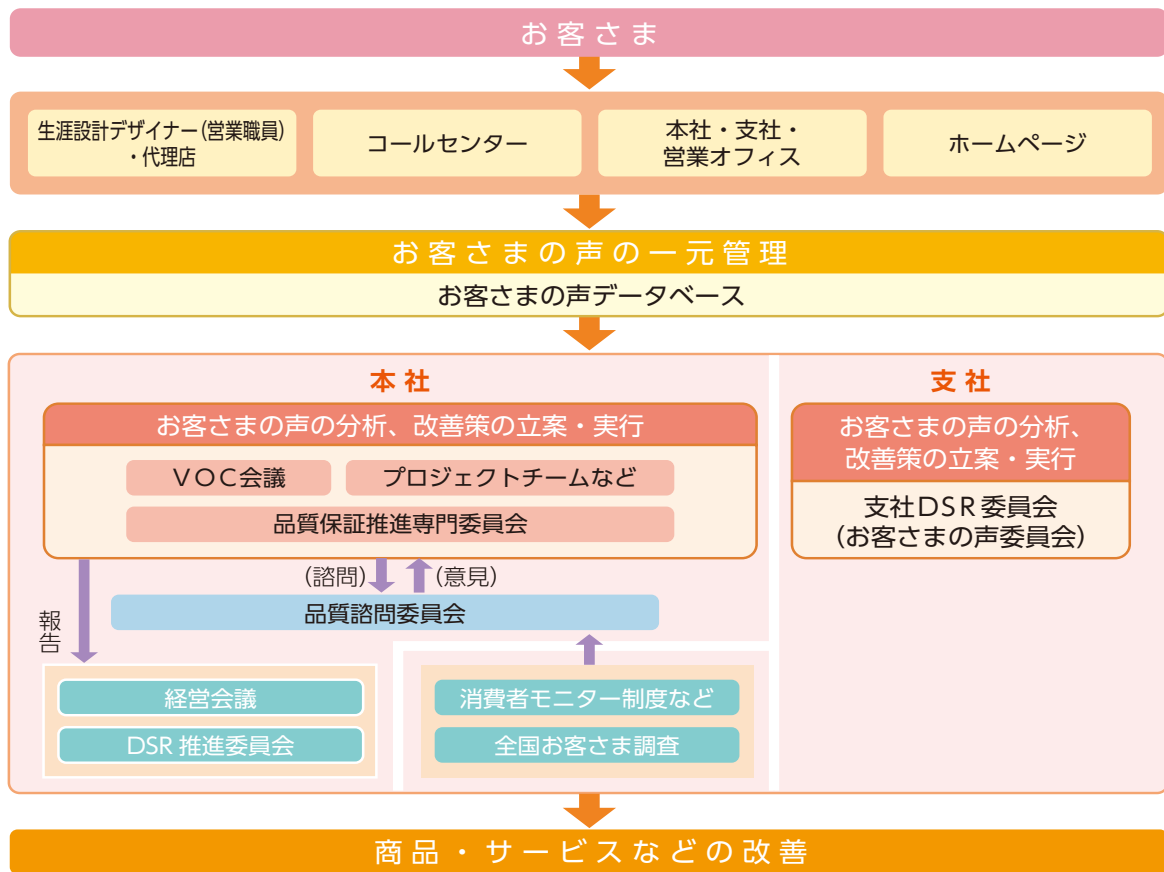 お客さま
生涯設計デザイナー(営業職員)
・代理店
コールセンター
本社・支社・
営業オフィス
ホームページ
お客さまの声の一元管理
お客さまの声データベース
本社
お客さまの声の分析、改善策の立案・実行
VOC会議
プロジェクトチームなど
品質保証推進専門委員会
(諮問)
(意見)
品質諮問委員会
報告
経営会議
DSR推進委員会
消費者モニター制度など
全国お客さま調査
支社
お客さまの声の分析、
改善策の立案・実行
支社DSR委員会
(お客さまの声委員会)
商品・サービスなどの改善